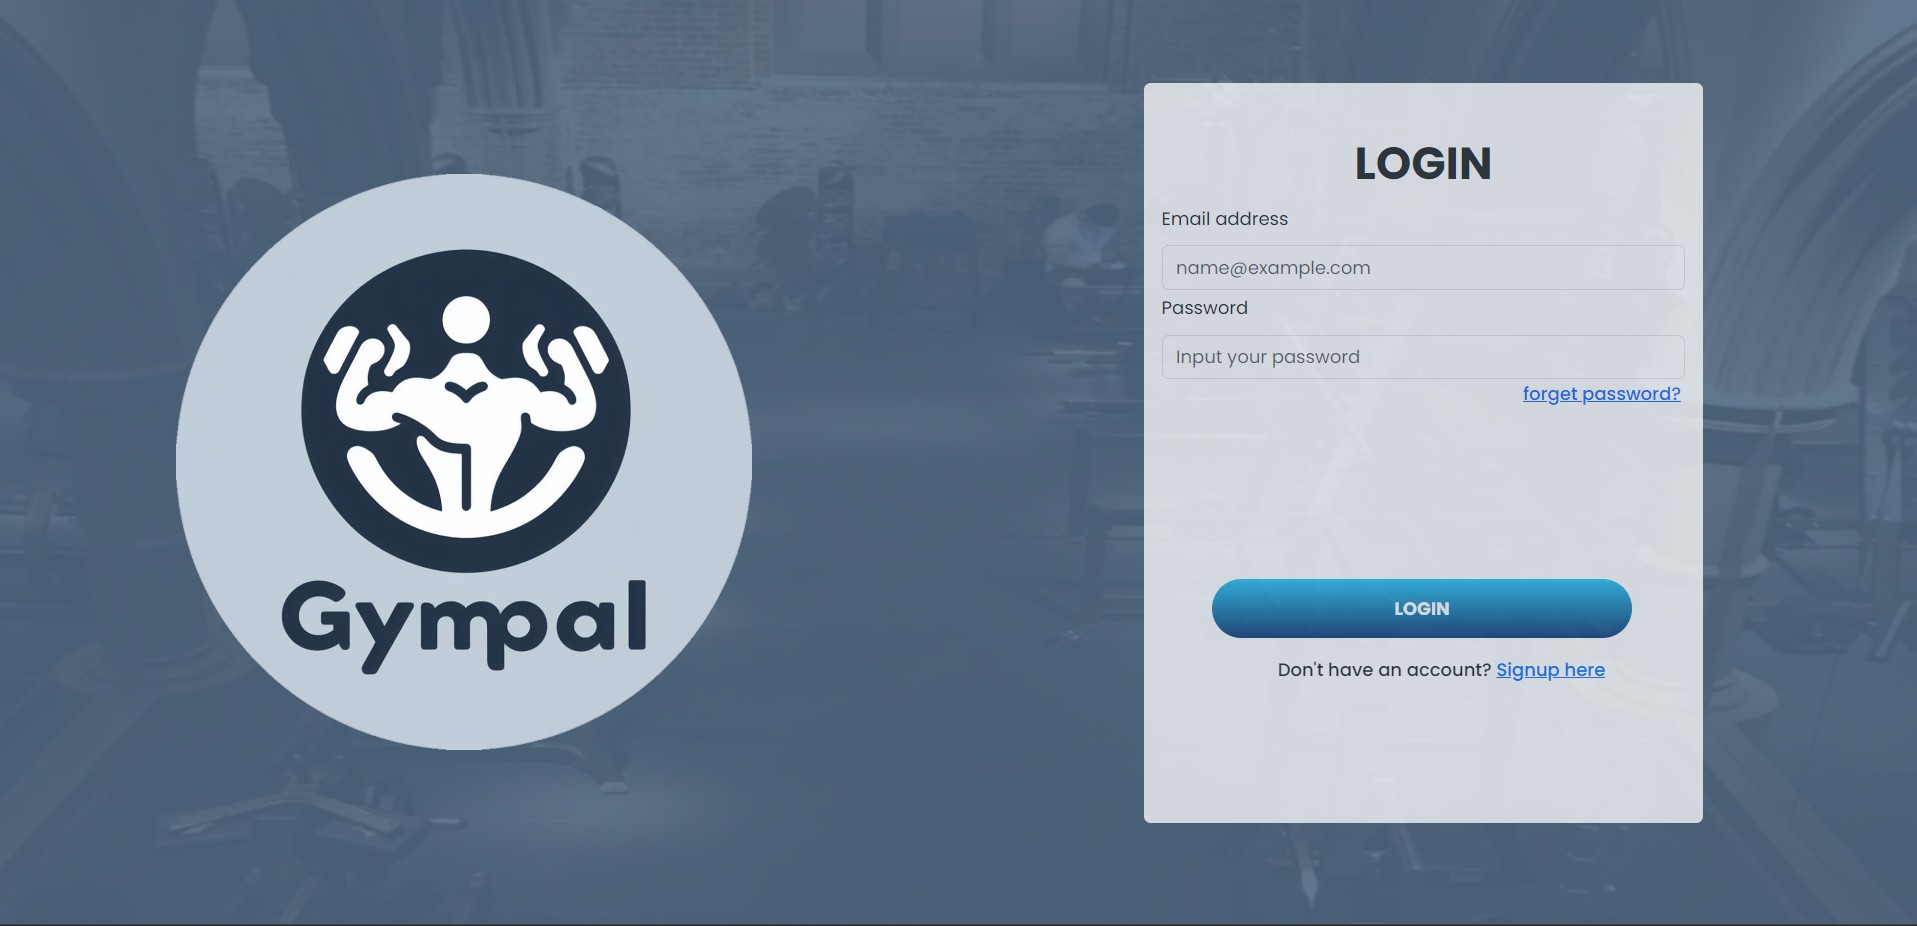 Gympal
LOGIN
Email address
name@example.com
Password
Input your password
forget password?
LOGIN
Don't have an account? Signup here